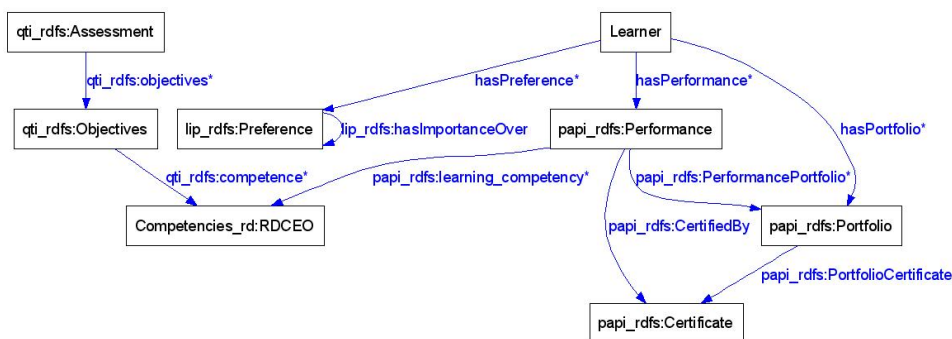 qti_rdfs:Assessment
Learner
qti_rdfs:objectives*
hasPreference*
hasPerformance*
qti_rdfs:Objectives
lip_rdfs:Preference
lip_rdfs:hasImportanceOver
papi_rdfs:Performance
hasPortfolio*
qti_rdfs:competence*
papi_rdfs:learning_competency*
papi_rdfs:PerformancePortfolio*
Competencies_rd:RDCEO
papi_rdfs:CertifiedBy
papi_rdfs:Portfolio
papi_rdfs:PortfolioCertificate
papi_rdfs:Certificate